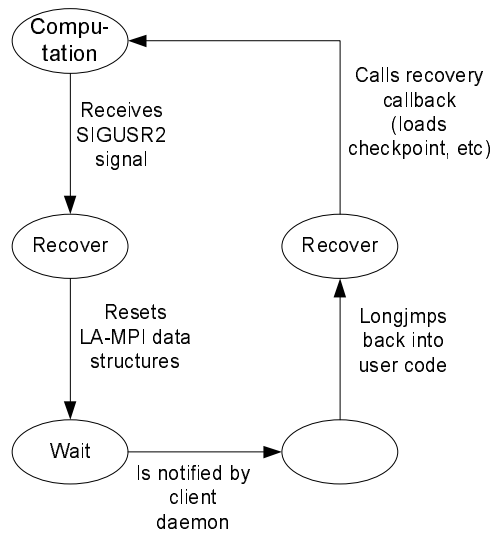 Compu-
tation
Receives
SIGUSR2
signal
Calls recovery
callback
(loads
checkpoint, etc)
Recover
Recover
Resets
LA-MPI data
structures
Longjmps
back into
user code
Wait
Is notified by
client
daemon